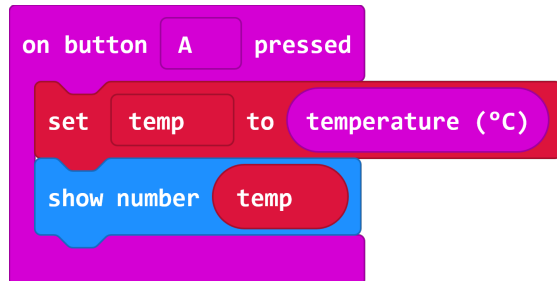 on button A pressed
set temp to temperature (°C)
show number temp